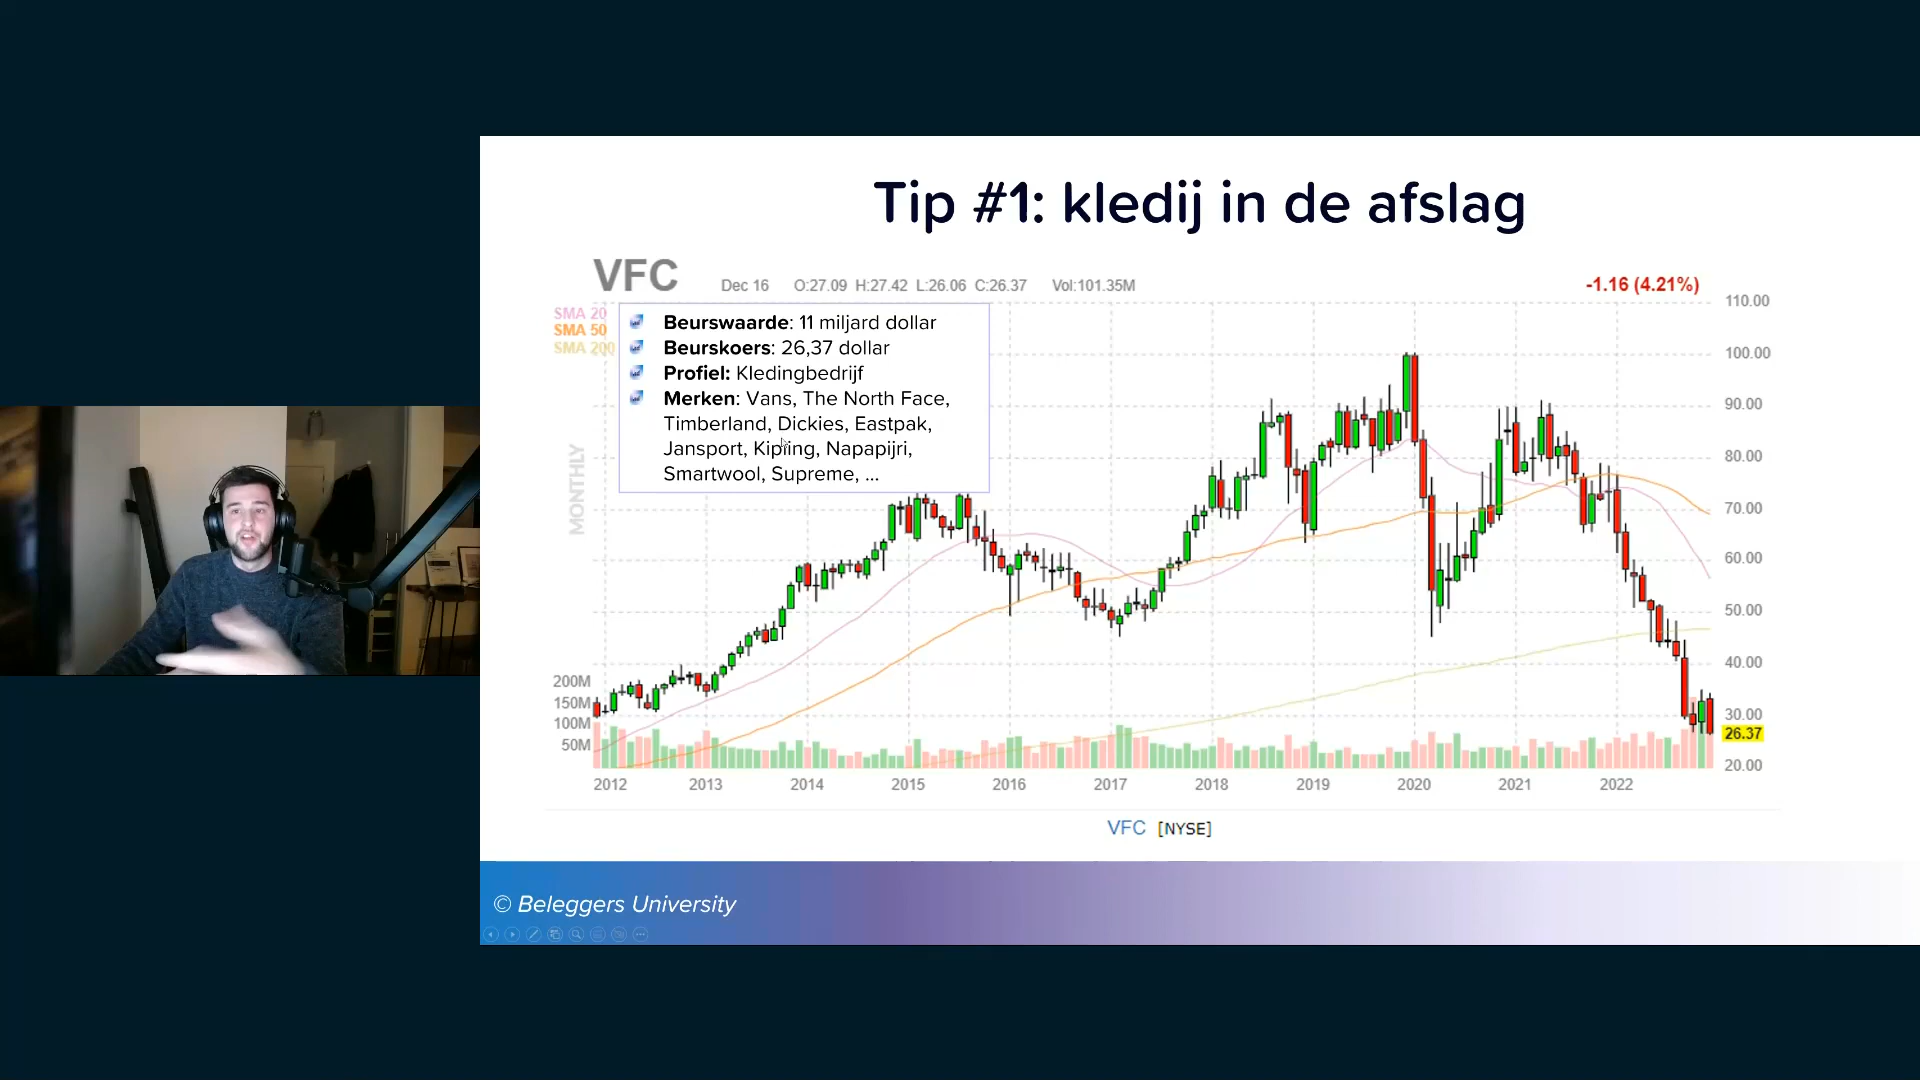 Tip #1: kledij in de afslag
VFC Dec 16 O:27.09 H:27.42 L:26.06 C:26.37 Vol:101.35M -1.16 (4.21%)
SMA 20
SMA 50
SMA 200
Beurswaarde: 11 miljard dollar
Beurskoers: 26,37 dollar
Profiel: Kledingbedrijf
Merken: Vans, The North Face,
Timberland, Dickies, Eastpak,
Jansport, Kipling, Napapijri,
Smartwool, Supreme, ...
MONTHLY
110.00
100.00
90.00
80.00
70.00
60.00
50.00
40.00
30.00
26.37
20.00
200M
150M
100M
50M
2012 2013 2014 2015 2016 2017 2018 2019 2020 2021 2022
VFC [NYSE]
© Beleggers University